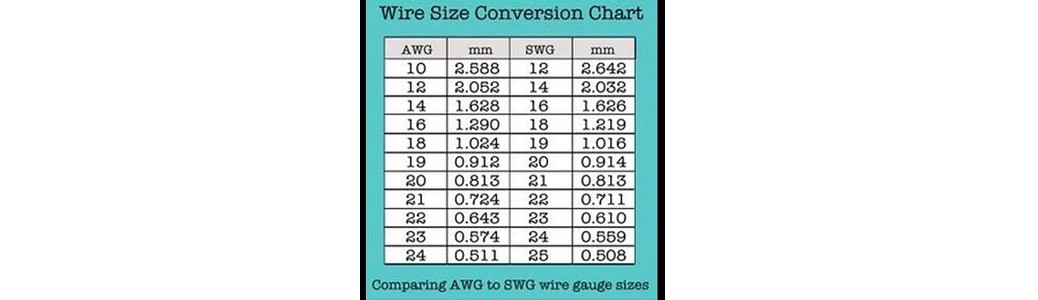 Wire Size Conversion Chart
AWG mm SWG mm
10 2.588 12 2.642
12 2.052 14 2.032
14 1.628 16 1.626
16 1.290 18 1.219
18 1.024 19 1.016
19 0.912 20 0.914
20 0.813 21 0.813
21 0.724 22 0.711
22 0.643 23 0.610
23 0.574 24 0.559
24 0.511 25 0.508
Comparing AWG to SWG wire gauge sizes